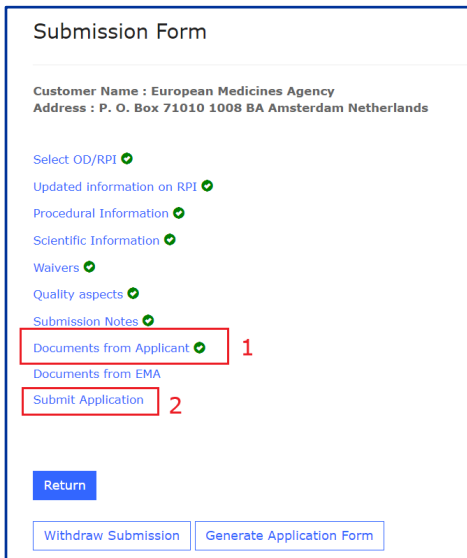 Submission Form
Customer Name : European Medicines Agency
Address : P. O. Box 71010 1008 BA Amsterdam Netherlands
Select OD/RPI
Updated information on RPI
Procedural Information
Scientific Information
Waivers
Quality aspects
Submission Notes
Documents from Applicant 1
Documents from EMA
Submit Application 2
Return
Withdraw Submission Generate Application Form